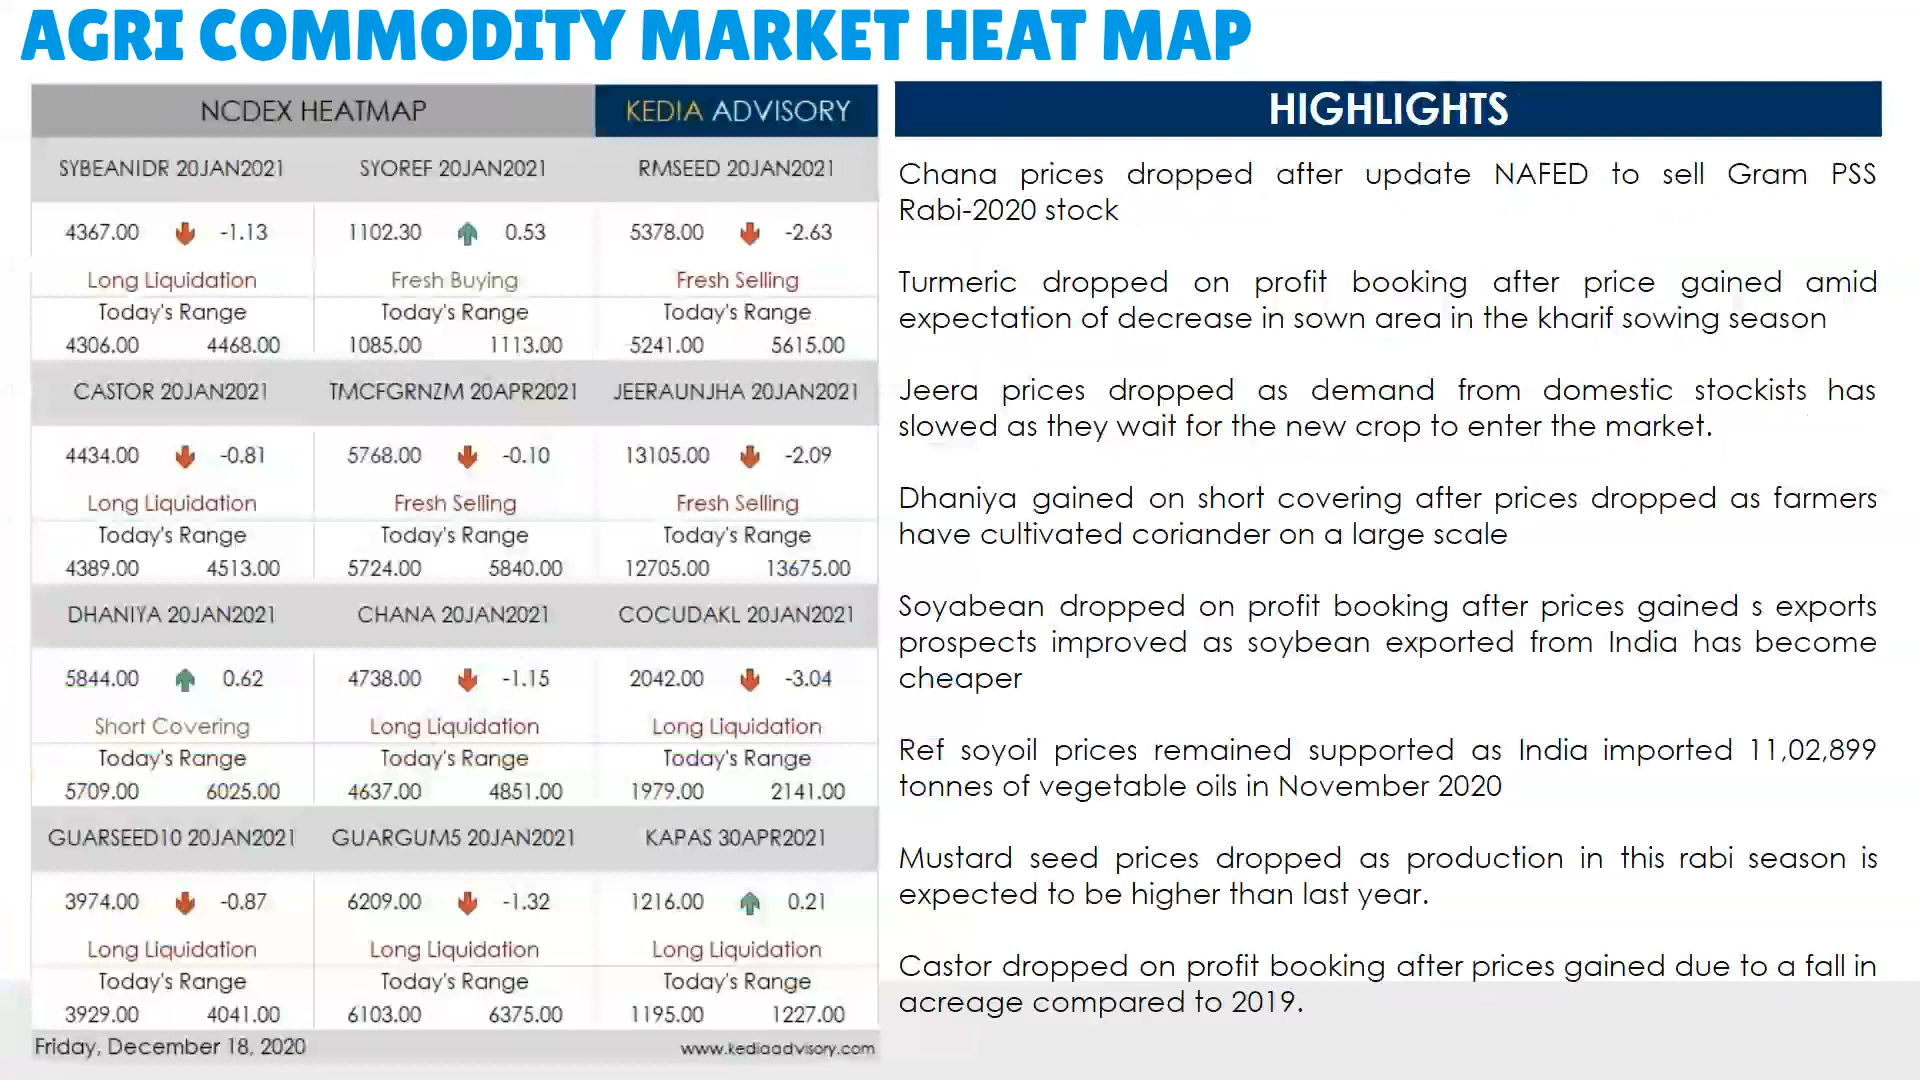 AGRI COMMODITY MARKET HEAT MAP
NCDEX HEATMAP KEDIA ADVISORY
SYBEANIDR 20JAN2021 SYOREF 20JAN2021 RMSEED 20JAN2021
4367.00 -1.13 1102.30 0.53 5378.00 -2.63
Long Liquidation Fresh Buying Fresh Selling
Today's Range Today's Range Today's Range
4306.00 4468.00 1085.00 1113.00 5241.00 5615.00
CASTOR 20JAN2021 TMCFGRNZM 20APR2021 JEERAUNJHA 20JAN2021
4434.00 -0.81 5768.00 -0.10 13105.00 -2.09
Long Liquidation Fresh Selling Fresh Selling
Today's Range Today's Range Today's Range
4389.00 4513.00 5724.00 5840.00 12705.00 13675.00
DHANIYA 20JAN2021 CHANA 20JAN2021 COCUDAKL 20JAN2021
5844.00 0.62 4738.00 -1.15 2042.00 -3.04
Short Covering Long Liquidation Long Liquidation
Today's Range Today's Range Today's Range
5709.00 6025.00 4637.00 4851.00 1979.00 2141.00
GUARSEED10 20JAN2021 GUARGUM5 20JAN2021 KAPAS 30APR2021
3974.00 -0.87 6209.00 -1.32 1216.00 0.21
Long Liquidation Long Liquidation Long Liquidation
Today's Range Today's Range Today's Range
3929.00 4041.00 6103.00 6375.00 1195.00 1227.00
Friday, December 18, 2020 www.kediaadvisory.com
HIGHLIGHTS
Chana prices dropped after update NAFED to sell Gram PSS
Rabi-2020 stock
Turmeric dropped on profit booking after price gained amid
expectation of decrease in sown area in the kharif sowing season
Jeera prices dropped as demand from domestic stockists has
slowed as they wait for the new crop to enter the market.
Dhaniya gained on short covering after prices dropped as farmers
have cultivated coriander on a large scale
Soyabean dropped on profit booking after prices gained s exports
prospects improved as soybean exported from India has become
cheaper
Ref soyoil prices remained supported as India imported 11,02,899
tonnes of vegetable oils in November 2020
Mustard seed prices dropped as production in this rabi season is
expected to be higher than last year.
Castor dropped on profit booking after prices gained due to a fall in
acreage compared to 2019.